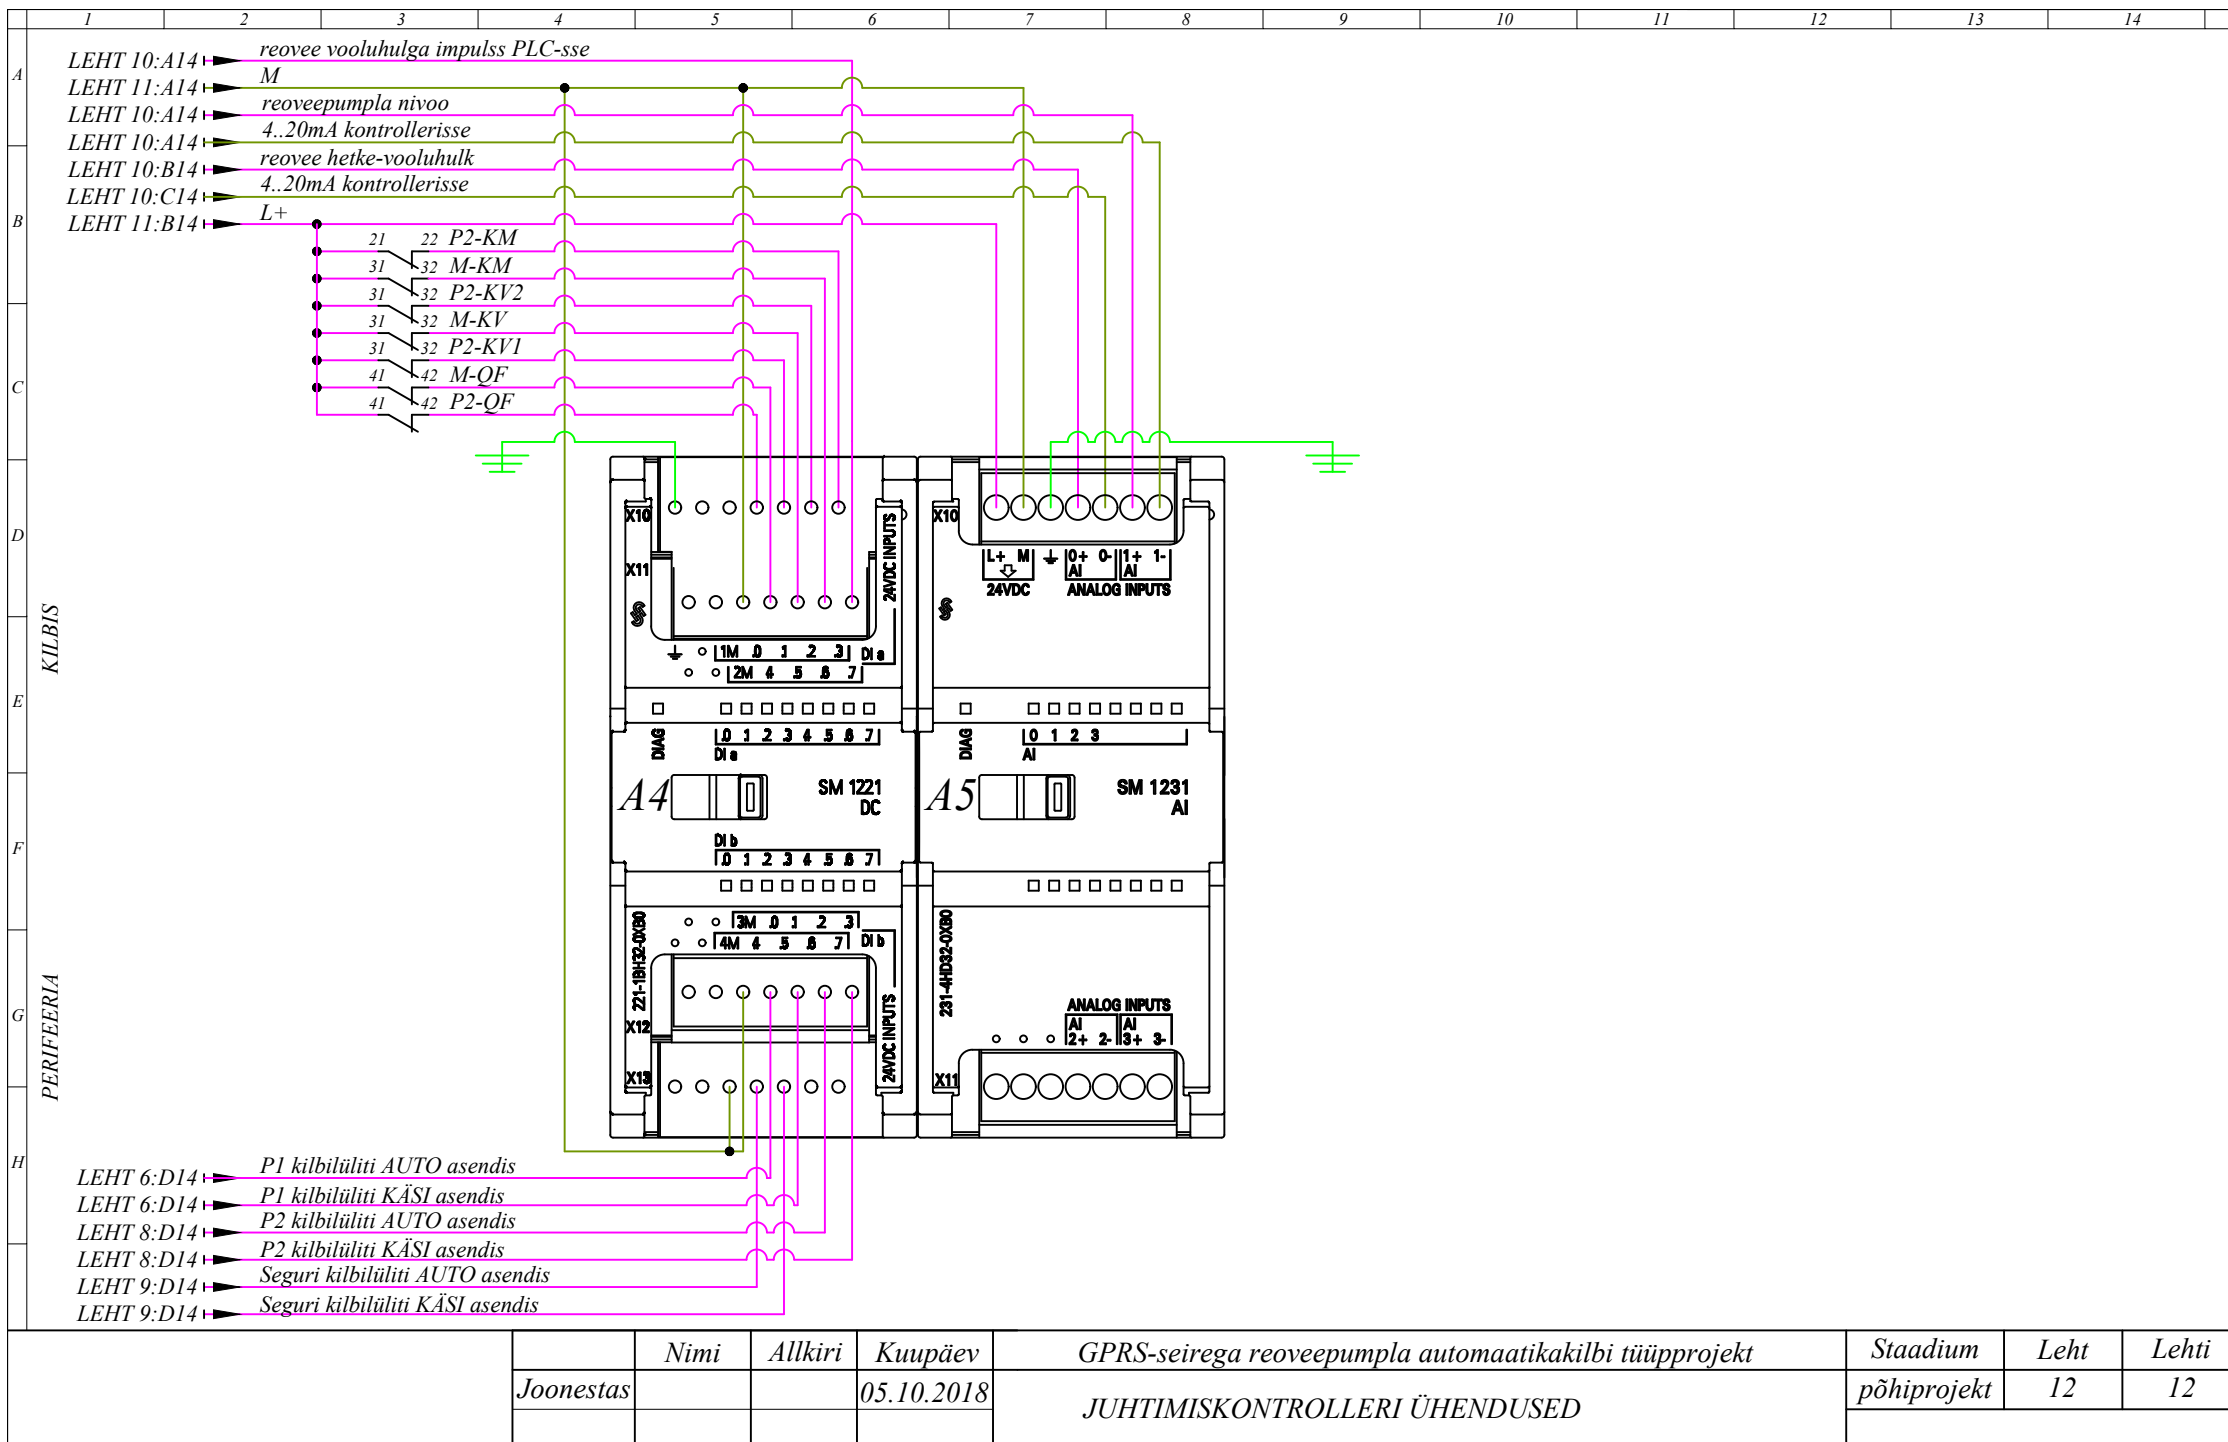 1 2 3 4 5 6 7 8 9 10 11 12 13 14
A
B
C
D
E
F
G
H
KILBIS
PERIFEERIA
LEHT 10:A14 reovee vooluhulga impulss PLC-sse
LEHT 11:A14 M
LEHT 10:A14 reoveepumpla nivoo
LEHT 10:A14 4..20mA kontrollerisse
LEHT 10:B14 reovee hetke-vooluhulk
LEHT 10:C14 4..20mA kontrollerisse
LEHT 11:B14 L+
21 22 P2-KM
31 32 M-KM
31 32 P2-KV2
31 32 M-KV
31 32 P2-KV1
41 42 M-QF
41 42 P2-QF
X10
X11
24VDC INPUTS
1M .0 .1 .2 .3 DI a
2M .4 .5 .6 .7
DIAG
.0 .1 .2 .3 .4 .5 .6 .7
DI a
A4
SM 1221
DC
DI b
.0 .1 .2 .3 .4 .5 .6 .7
221-1BH32-0XB0
3M .0 .1 .2 .3
4M .4 .5 .6 .7 DI b
24VDC INPUTS
X12
X13
X10
L+ M 0+ 0- 1+ 1-
AI AI
24VDC ANALOG INPUTS
DIAG
0 1 2 3
AI
A5
SM 1231
AI
231-4HD32-0XB0
ANALOG INPUTS
AI AI
2+ 2- 3+ 3-
X11
LEHT 6:D14 P1 kilbilüliti AUTO asendis
LEHT 6:D14 P1 kilbilüliti KÄSI asendis
LEHT 8:D14 P2 kilbilüliti AUTO asendis
LEHT 8:D14 P2 kilbilüliti KÄSI asendis
LEHT 9:D14 Seguri kilbilüliti AUTO asendis
LEHT 9:D14 Seguri kilbilüliti KÄSI asendis
Nimi Allkiri Kuupäev GPRS-seirega reoveepumpla automaatikakilbi tüüpprojekt Staadium Leht Lehti
Joonestas 05.10.2018 JUHTIMISKONTROLLERI ÜHENDUSED põhiprojekt 12 12